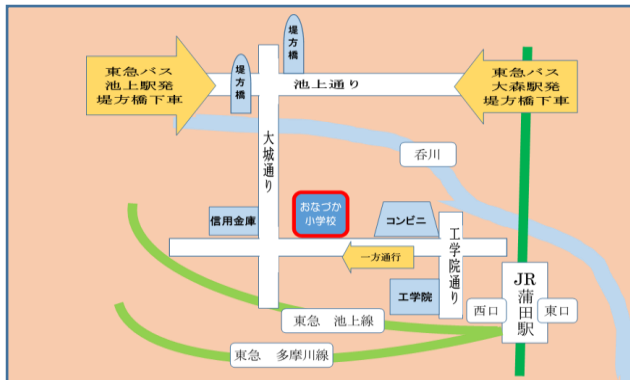 堤方橋
堤方橋
東急バス
池上駅発
堤方橋下車
池上通り
東急バス
大森駅発
堤方橋下車
大城通り
呑川
信用金庫
おなづか
小学校
コンビニ
工学院通り
一方通行
工学院
JR
蒲田駅
西口
東口
東急 池上線
東急 多摩川線